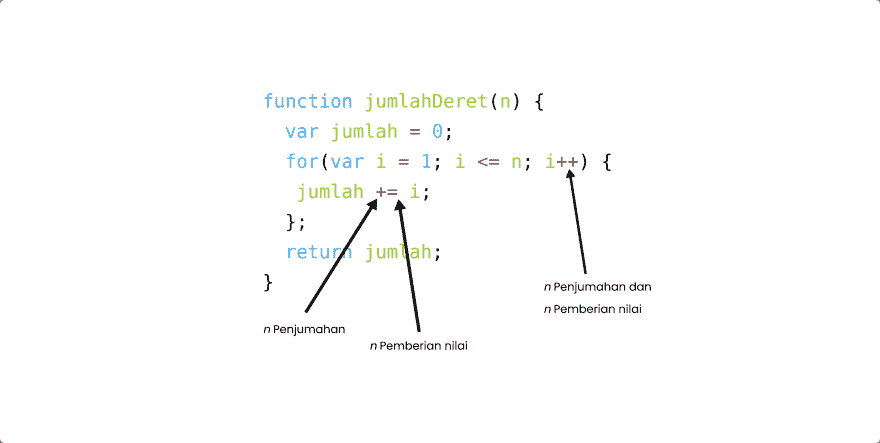 function jumlahDeret(n) {
  var jumlah = 0;
  for(var i = 1; i <= n; i++) {
   jumlah += i;
  };
  return jumlah;
}
n Penjumahan dan
n Pemberian nilai
n Penjumahan
n Pemberian nilai